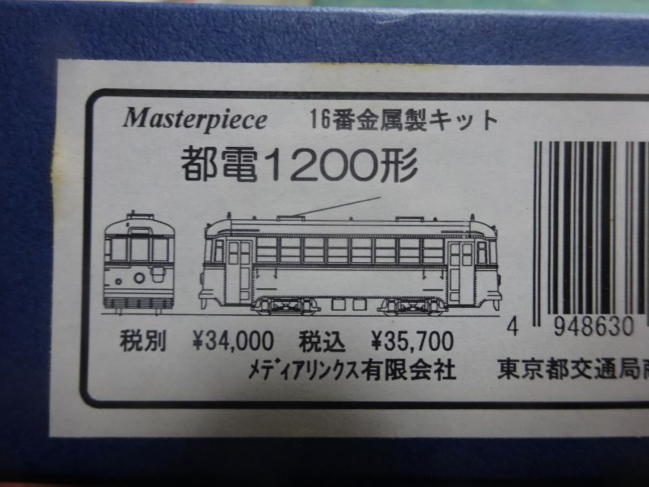 Masterpiece 16番金属製キット
都電1200形
税別 ¥34,000 税込 ¥35,700
4 948630
メディアリンクス有限会社 東京都交通局商